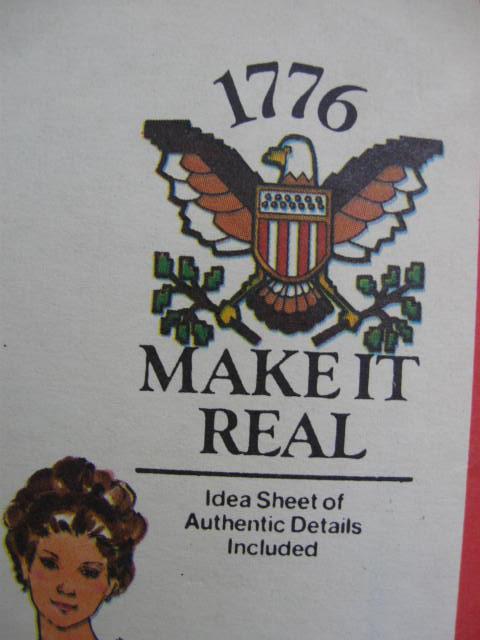 1776
MAKE IT
REAL
Idea Sheet of
Authentic Details
Included